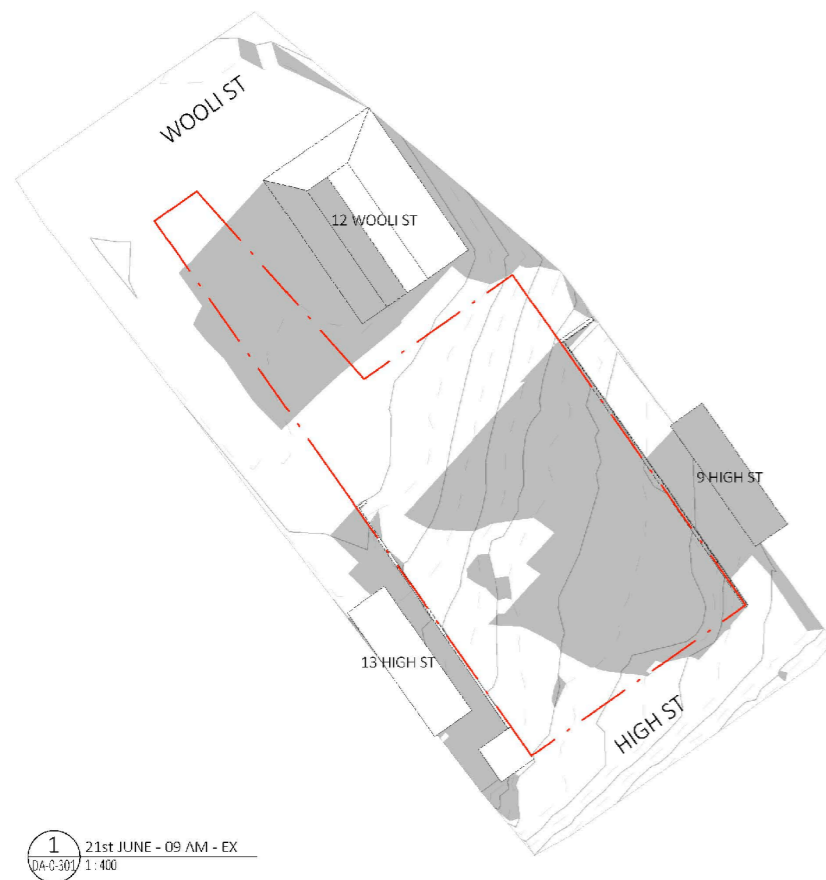 WOOLI ST
12 WOOLI ST
9 HIGH ST
13 HIGH ST
HIGH ST
1
21st JUNE - 09 AM - EX
DA-C-301
1 : 400